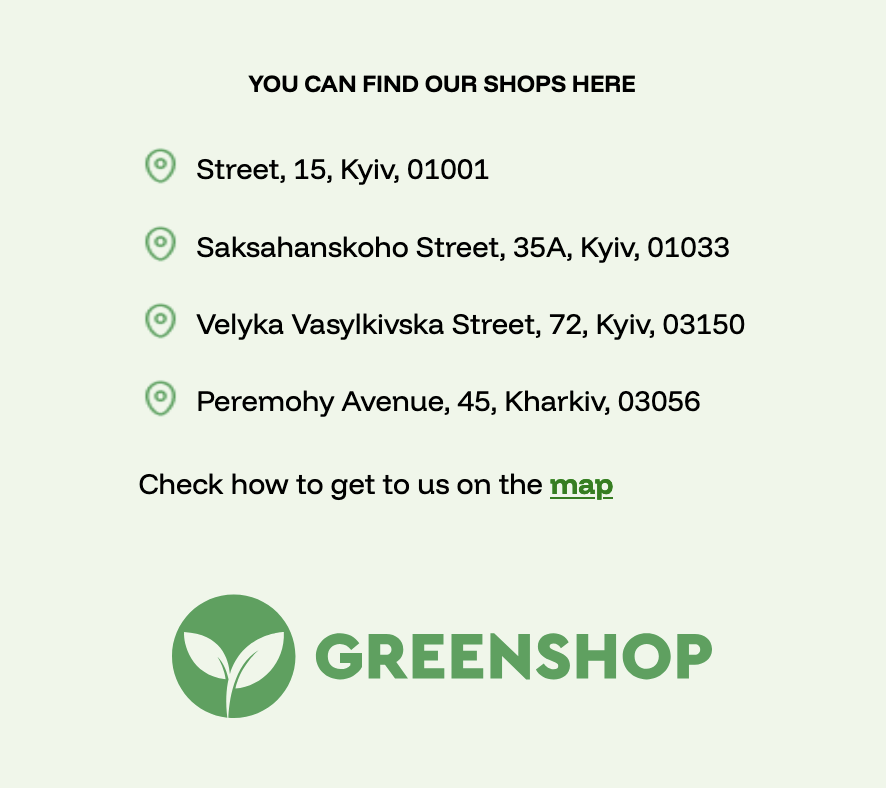 YOU CAN FIND OUR SHOPS HERE
Street, 15, Kyiv, 01001
Saksahanskoho Street, 35A, Kyiv, 01033
Velyka Vasylkivska Street, 72, Kyiv, 03150
Peremohy Avenue, 45, Kharkiv, 03056
Check how to get to us on the map
GREENSHOP